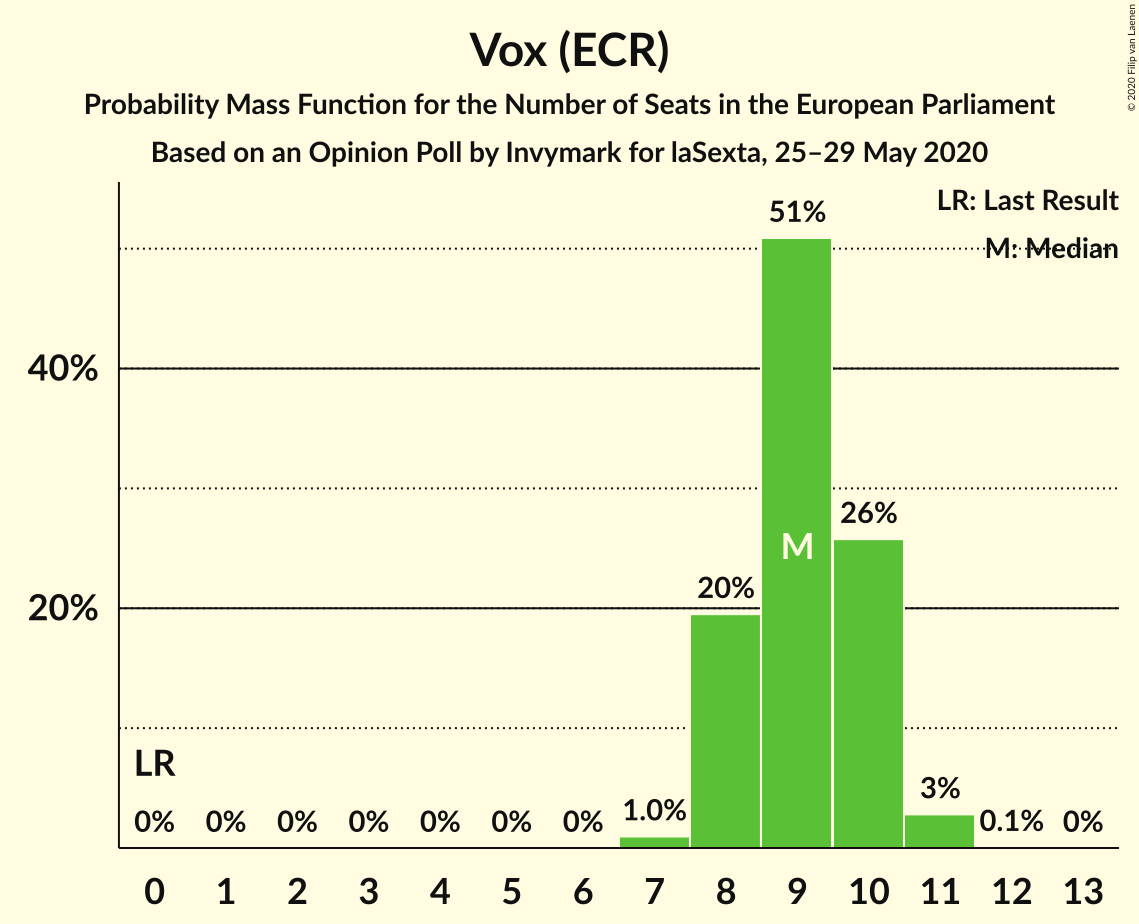 Vox (ECR)
Probability Mass Function for the Number of Seats in the European Parliament
Based on an Opinion Poll by Invymark for laSexta, 25–29 May 2020
© 2020 Filip van Laenen
LR: Last Result
M: Median
51%
40%
26%
M
20%
20%
LR
3%
0% 0% 0% 0% 0% 0% 0% 1.0% 0.1% 0%
0 1 2 3 4 5 6 7 8 9 10 11 12 13